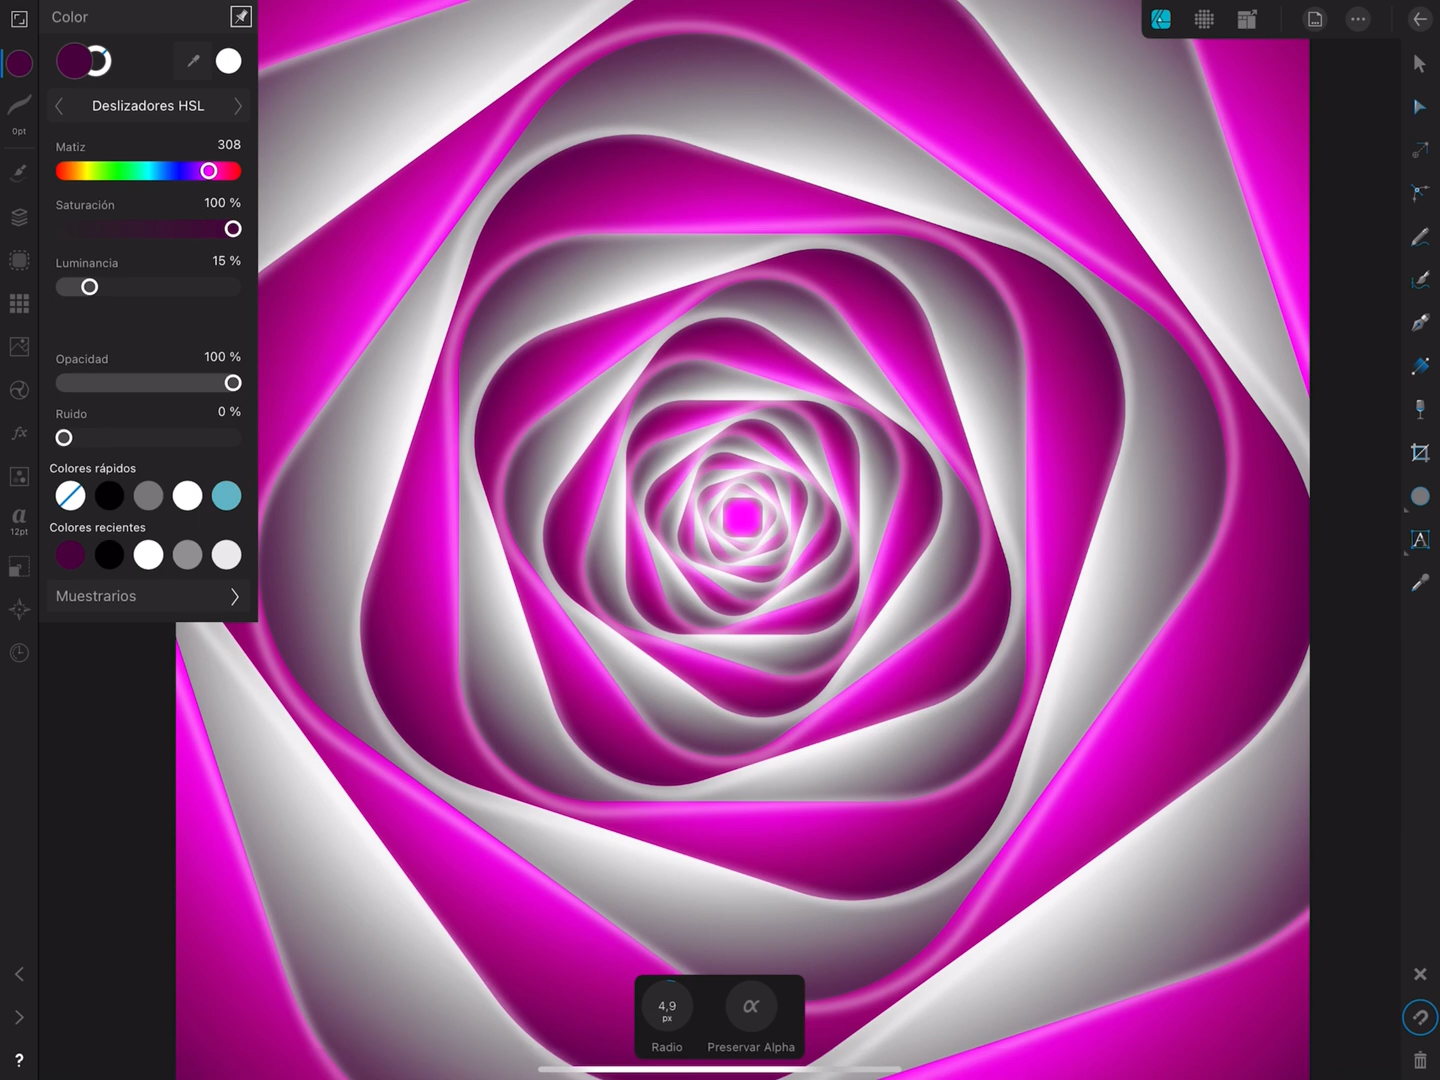 Color
Deslizadores HSL
0pt
Matiz 308
Saturación 100 %
Luminancia 15 %
Opacidad 100 %
Ruido 0 %
fx
Colores rápidos
a
12pt
Colores recientes
Muestrarios
A
?
4,9
px
α
Radio Preservar Alpha